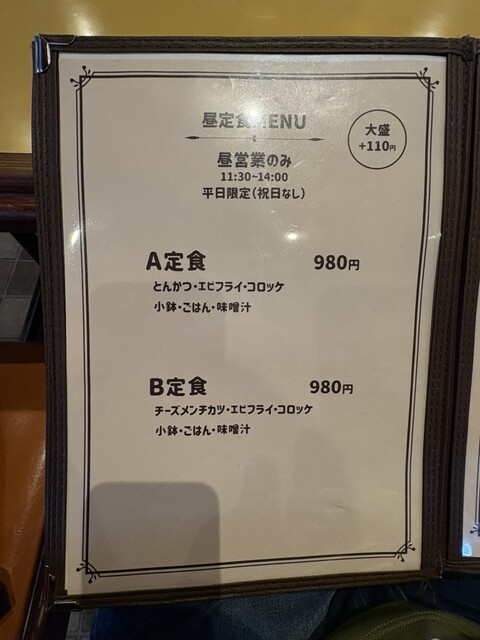 昼定食MENU
大盛
+110円
昼営業のみ
11:30~14:00
平日限定(祝日なし)
A定食 980円
とんかつ・エビフライ・コロッケ
小鉢・ごはん・味噌汁
B定食 980円
チーズメンチカツ・エビフライ・コロッケ
小鉢・ごはん・味噌汁